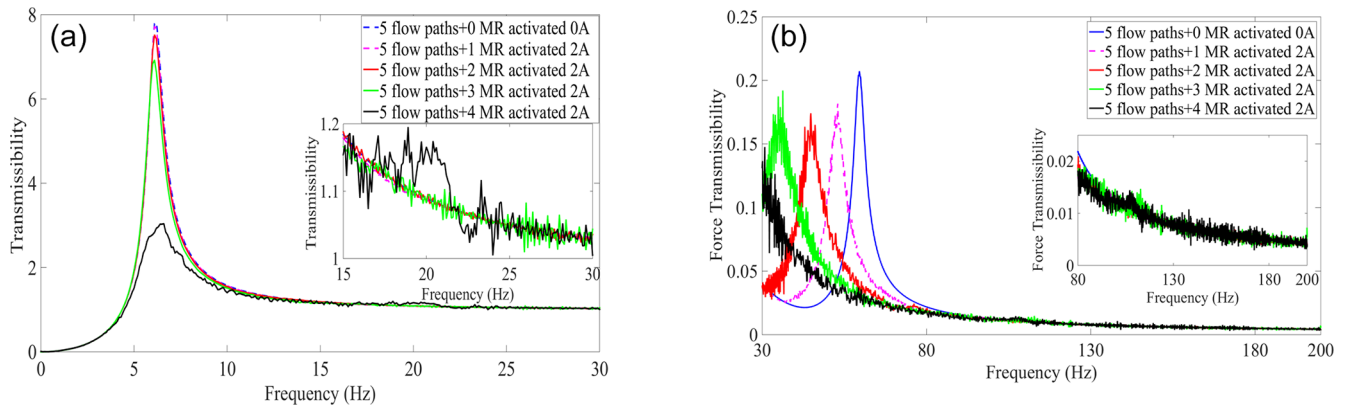 (a)
8
6
4
2
0
Transmissibility
0 5 10 15 20 25 30
Frequency (Hz)
5 flow paths+0 MR activated 0A
5 flow paths+1 MR activated 2A
5 flow paths+2 MR activated 2A
5 flow paths+3 MR activated 2A
5 flow paths+4 MR activated 2A
1.2
1.1
1
Transmissibility
15 20 25 30
Frequency (Hz)
(b)
0.25
0.20
0.15
0.1
0.05
0
Force Transmissibility
30 80 130 180 200
Frequency (Hz)
5 flow paths+0 MR activated 0A
5 flow paths+1 MR activated 2A
5 flow paths+2 MR activated 2A
5 flow paths+3 MR activated 2A
5 flow paths+4 MR activated 2A
0.02
0.01
0
Force Transmissibility
80 130 180 200
Frequency (Hz)